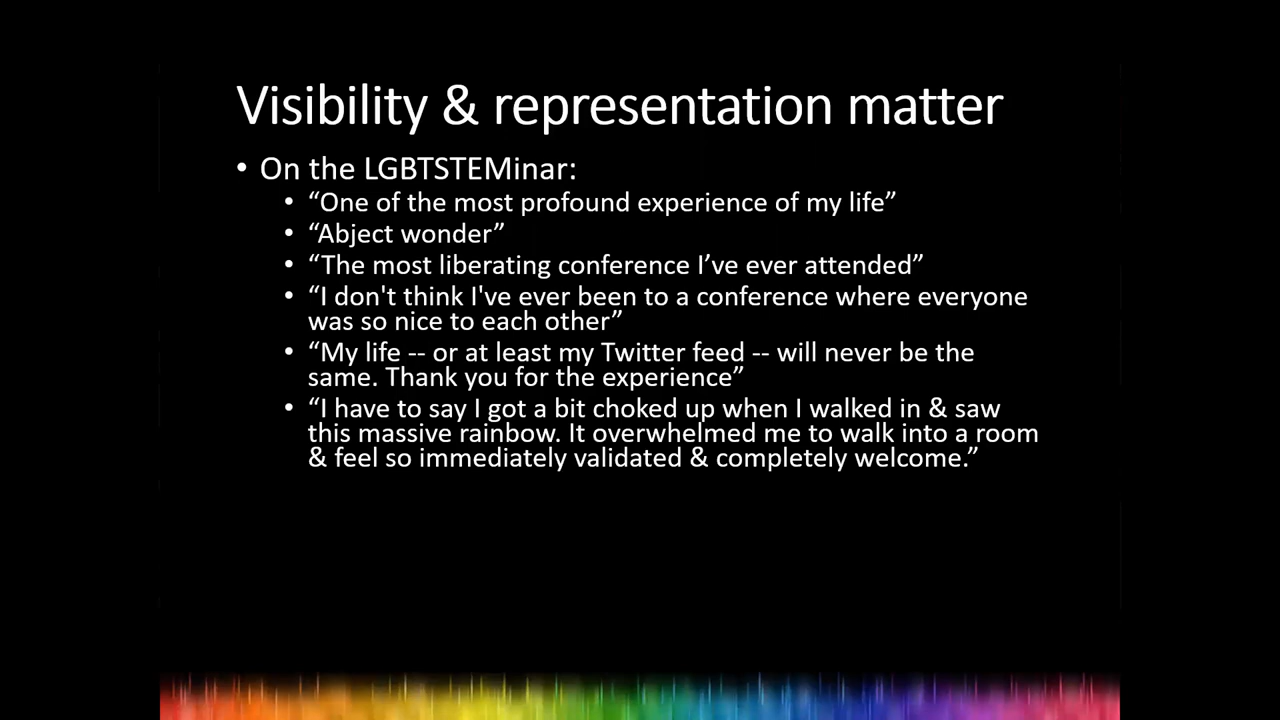 Visibility & representation matter
• On the LGBTSTEMinar:
• “One of the most profound experience of my life”
• “Abject wonder”
• “The most liberating conference I’ve ever attended”
• “I don't think I've ever been to a conference where everyone
was so nice to each other”
• “My life -- or at least my Twitter feed -- will never be the
same. Thank you for the experience”
• “I have to say I got a bit choked up when I walked in & saw
this massive rainbow. It overwhelmed me to walk into a room
& feel so immediately validated & completely welcome.”